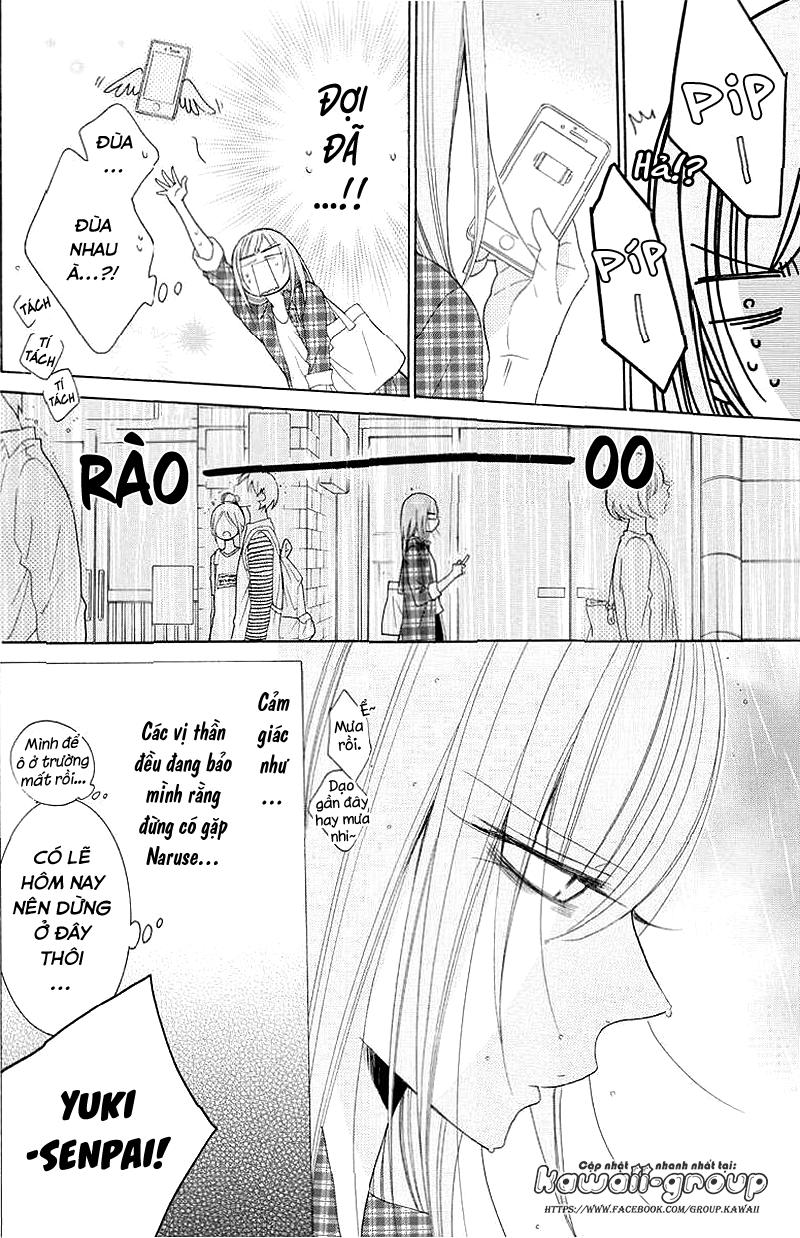 PÍP
–
HẢ!?
PÍP
–
ĐỢI
ĐÃ
...!!
ĐÙA
...
ĐÙA
NHAU
À...?!
TÁCH
TÍ
TÁCH
TÍ
TÁCH
RÀO — OO
Ể~
Mưa
rồi.
Dạo
gần đây
hay mưa
nhi~
Cảm
giác
như
...
Các vị thần
đều đang bảo
mình rằng
đừng có gặp
Naruse...
Mình để
ô ở trường
mất rồi...
CÓ LẼ
HÔM NAY
NÊN DỪNG
Ở ĐÂY
THÔI
...
YUKI
-SENPAI!
Cập nhật nhanh nhất tại:
Kawaii-group
HTTPS://WWW.FACEBOOK.COM/GROUP.KAWAII